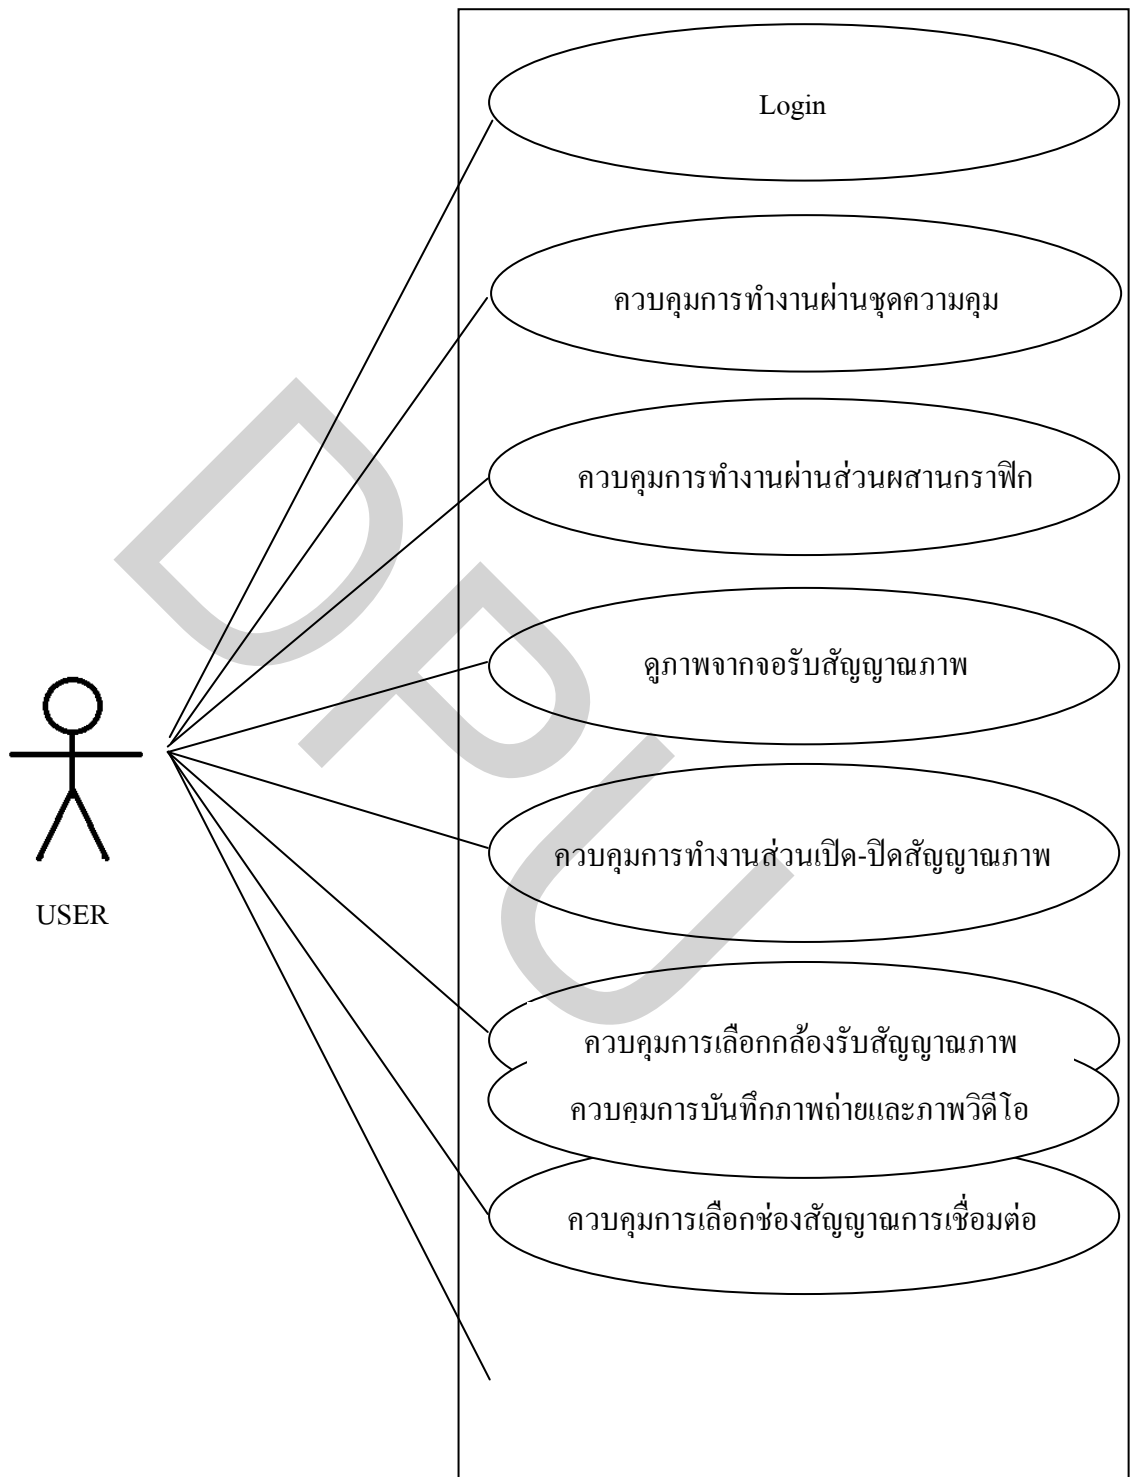 Login
ควบคุมการทำงานผ่านชุดความคุม
ควบคุมการทำงานผ่านส่วนผสานกราฟิก
ดูภาพจากจอรับสัญญาณภาพ
ควบคุมการทำงานส่วนเปิด-ปิดสัญญาณภาพ
USER
ควบคุมการเลือกกล้องรับสัญญาณภาพ
ควบคุมการบันทึกภาพถ่ายและภาพวิดีโอ
ควบคุมการเลือกช่องสัญญาณการเชื่อมต่อ
DPU